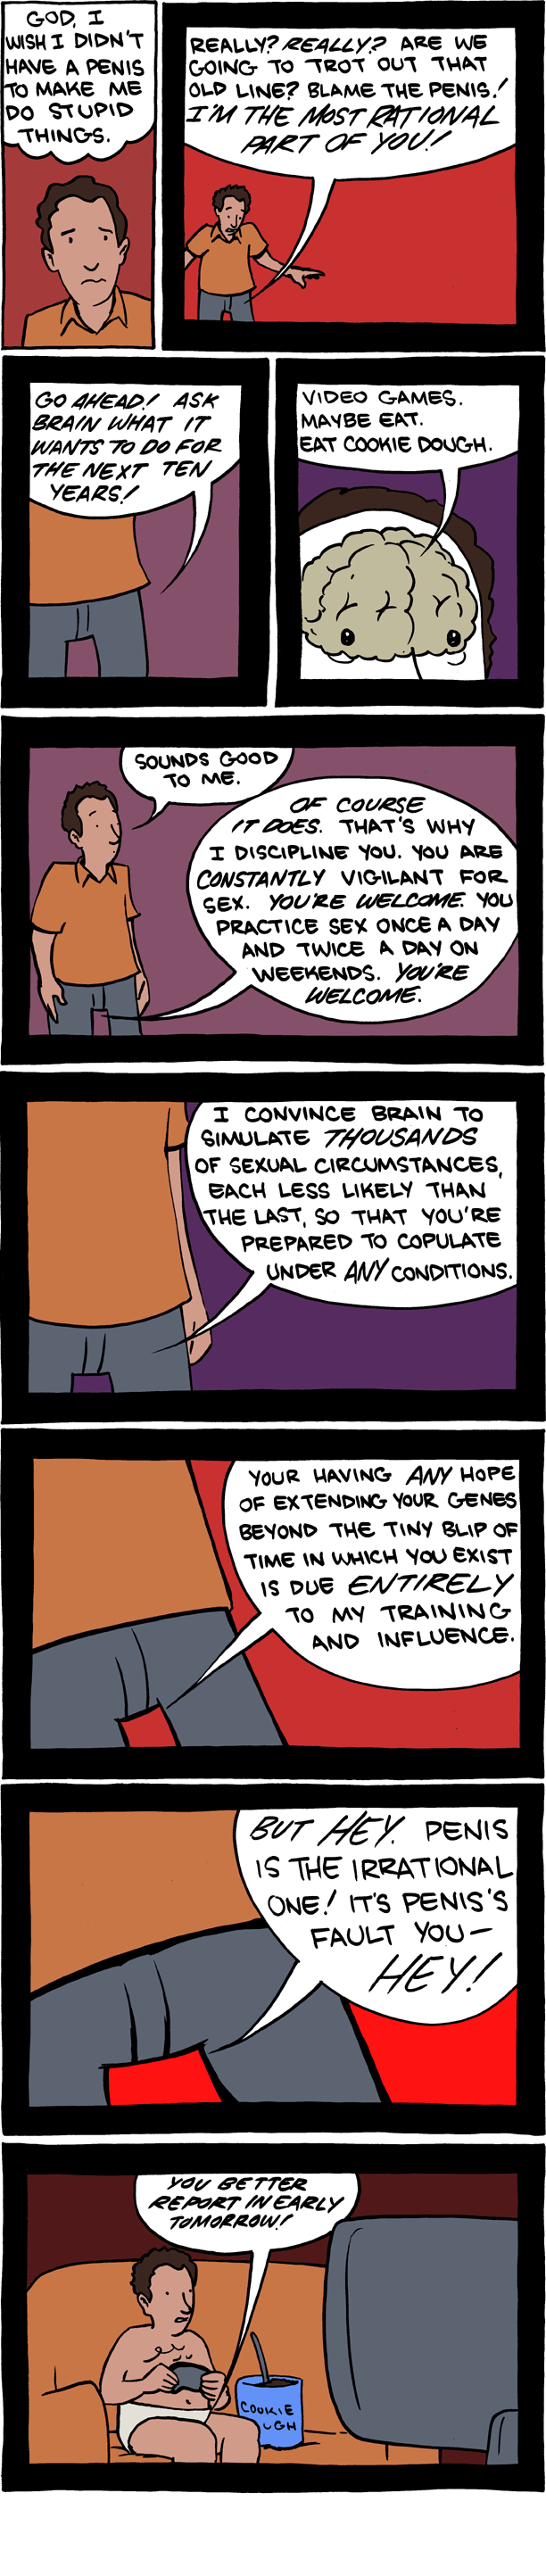 GOD, I
WISH I DIDN'T
HAVE A PENIS
TO MAKE ME
DO STUPID
THINGS.
REALLY? REALLY? ARE WE
GOING TO TROT OUT THAT
OLD LINE? BLAME THE PENIS!
I'M THE MOST RATIONAL
PART OF YOU!
GO AHEAD! ASK
BRAIN WHAT IT
WANTS TO DO FOR
THE NEXT TEN
YEARS!
VIDEO GAMES.
MAYBE EAT.
EAT COOKIE DOUGH.
SOUNDS GOOD
TO ME.
OF COURSE
IT DOES. THAT'S WHY
I DISCIPLINE YOU. YOU ARE
CONSTANTLY VIGILANT FOR
SEX. YOU'RE WELCOME. YOU
PRACTICE SEX ONCE A DAY
AND TWICE A DAY ON
WEEKENDS. YOU'RE
WELCOME.
I CONVINCE BRAIN TO
SIMULATE THOUSANDS
OF SEXUAL CIRCUMSTANCES,
EACH LESS LIKELY THAN
THE LAST, SO THAT YOU'RE
PREPARED TO COPULATE
UNDER ANY CONDITIONS.
YOUR HAVING ANY HOPE
OF EXTENDING YOUR GENES
BEYOND THE TINY BLIP OF
TIME IN WHICH YOU EXIST
IS DUE ENTIRELY
TO MY TRAINING
AND INFLUENCE.
BUT HEY. PENIS
IS THE IRRATIONAL
ONE! IT'S PENIS'S
FAULT YOU—
HEY!
YOU BETTER
REPORT IN EARLY
TOMORROW!
COOKIE
UGH